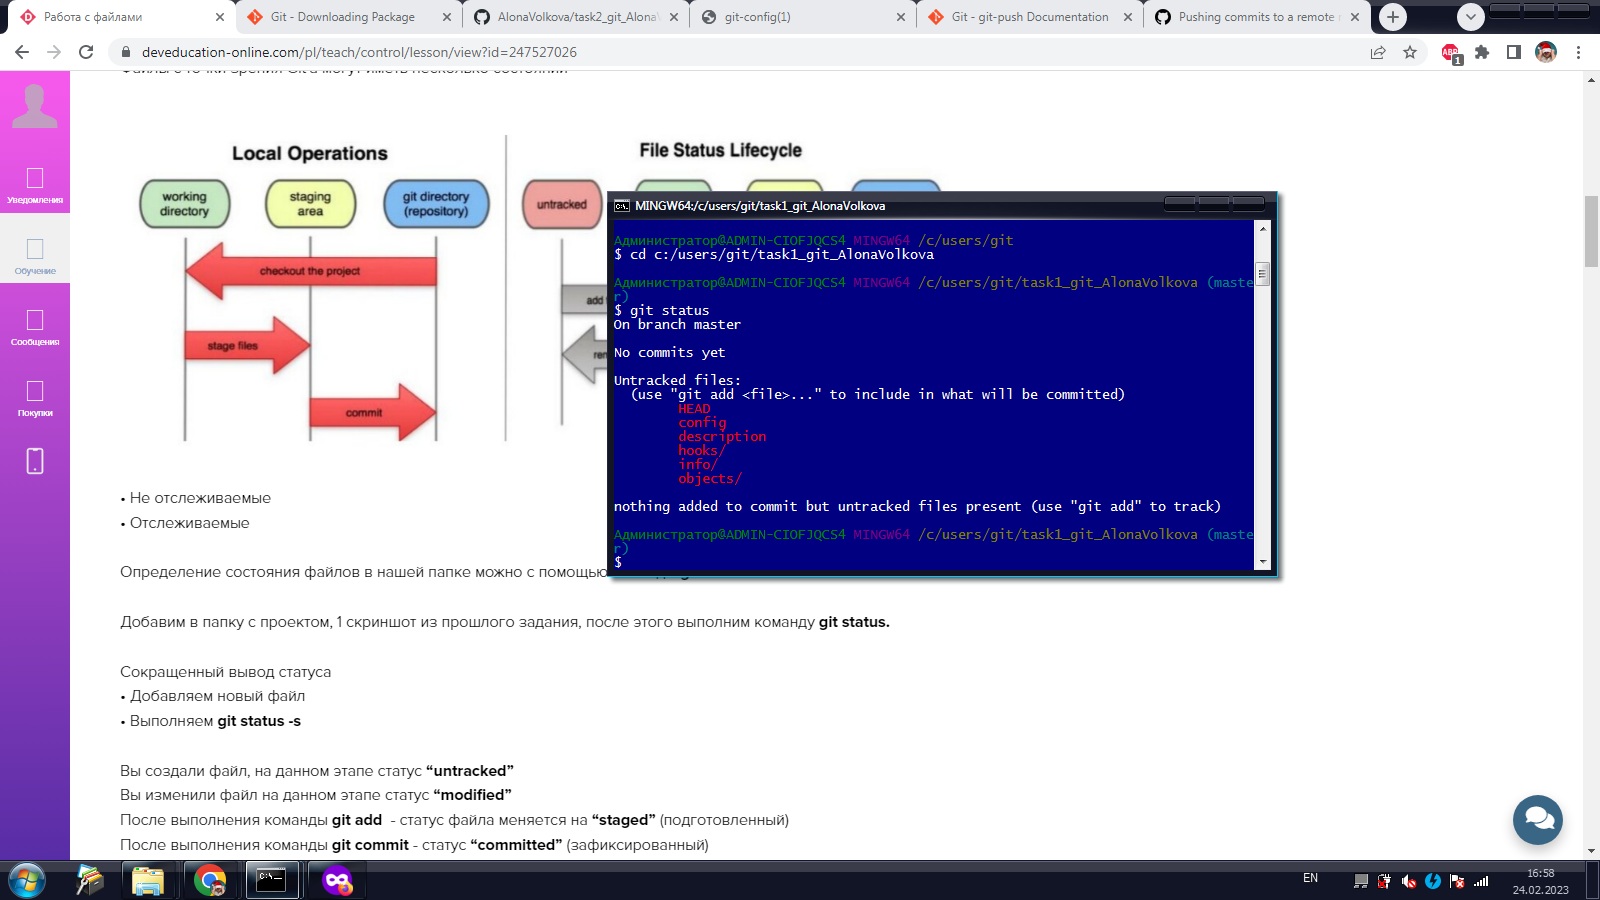 Работа с файлами
Git - Downloading Package
AlonaVolkova/task2_git_Alona
git-config(1)
Git - git-push Documentation
Pushing commits to a remote
deveducation-online.com/pl/teach/control/lesson/view?id=247527026
ABP
1
Уведомления
Обучение
Сообщения
Покупки
Local Operations
working directory
staging area
git directory (repository)
checkout the project
stage files
commit
File Status Lifecycle
untracked
add
MINGW64:/c/users/git/task1_git_AlonaVolkova
Администратор@ADMIN-CIOFJQCS4 MINGW64 /c/users/git
$ cd c:/users/git/task1_git_AlonaVolkova
Администратор@ADMIN-CIOFJQCS4 MINGW64 /c/users/git/task1_git_AlonaVolkova (maste
r)
$ git status
On branch master
No commits yet
Untracked files:
(use "git add <file>..." to include in what will be committed)
HEAD
config
description
hooks/
info/
objects/
nothing added to commit but untracked files present (use "git add" to track)
Администратор@ADMIN-CIOFJQCS4 MINGW64 /c/users/git/task1_git_AlonaVolkova (maste
r)
$
• Не отслеживаемые
• Отслеживаемые
Определение состояния файлов в нашей папке можно с помощью
Добавим в папку с проектом, 1 скриншот из прошлого задания, после этого выполним команду git status.
Сокращенный вывод статуса
• Добавляем новый файл
• Выполняем git status -s
Вы создали файл, на данном этапе статус “untracked”
Вы изменили файл на данном этапе статус “modified”
После выполнения команды git add - статус файла меняется на “staged” (подготовленный)
После выполнения команды git commit - статус “committed” (зафиксированный)
EN
16:58
24.02.2023